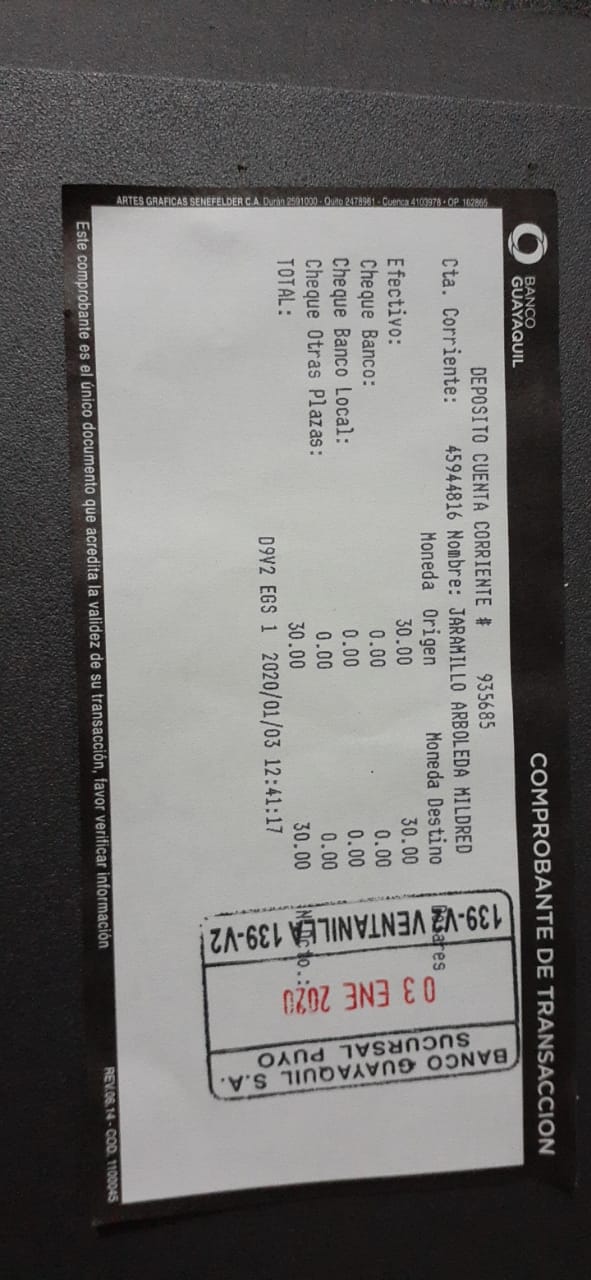 BANCO
GUAYAQUIL
COMPROBANTE DE TRANSACCION
DEPOSITO CUENTA CORRIENTE # 935685
Cta. Corriente: 45944816 Nombre: JARAMILLO ARBOLEDA MILDRED
Moneda Origen Moneda Destino
Efectivo: 30.00 30.00
Cheque Banco: 0.00 0.00
Cheque Banco Local: 0.00 0.00
Cheque Otras Plazas: 0.00 0.00
TOTAL: 30.00 30.00
D9V2 EGS 1 2020/01/03 12:41:17
BANCO GUAYAQUIL S.A.
SUCURSAL PUYO
03 ENE 2020
139-V2 VENTANILLA 139-V2
Este comprobante es el único documento que acredita la validez de su transacción, favor verificar información
REV.06.14 - COD. 1100045
ARTES GRAFICAS SENEFELDER C.A. Durán 2591000 - Quito 2478961 - Cuenca 4103978 - OP 162865